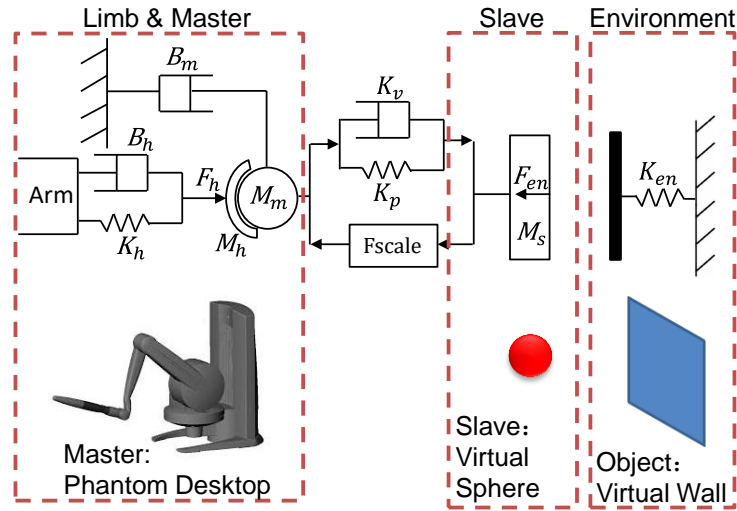 Limb & Master
Slave
Environment
B_m
B_h
Arm
F_h
M_m
K_h
M_h
K_v
K_p
Fscale
F_en
M_s
K_en
Master:
Phantom Desktop
Slave：
Virtual
Sphere
Object：
Virtual Wall